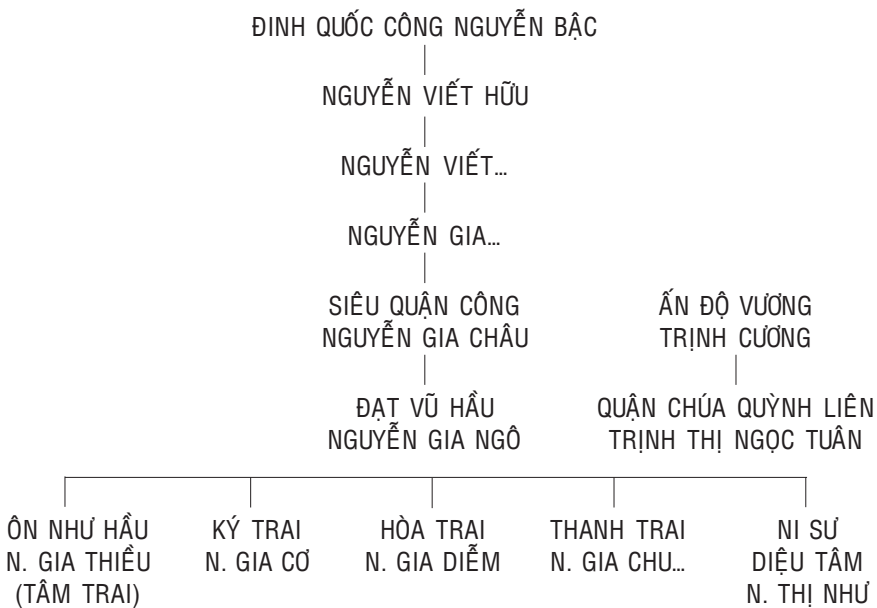 ĐINH QUỐC CÔNG NGUYỄN BẬC
NGUYỄN VIẾT HỮU
NGUYỄN VIẾT…
NGUYỄN GIA…
SIÊU QUẬN CÔNG
NGUYỄN GIA CHÂU
ẤN ĐỘ VƯƠNG
TRỊNH CƯƠNG
ĐẠT VŨ HẦU
NGUYỄN GIA NGÔ
QUẬN CHÚA QUỲNH LIÊN
TRỊNH THỊ NGỌC TUÂN
ÔN NHƯ HẦU
N. GIA THIỀU
(TÂM TRAI)
KÝ TRAI
N. GIA CƠ
HÒA TRAI
N. GIA DIỄM
THANH TRAI
N. GIA CHU…
NI SƯ
DIỆU TÂM
N. THỊ NHƯ